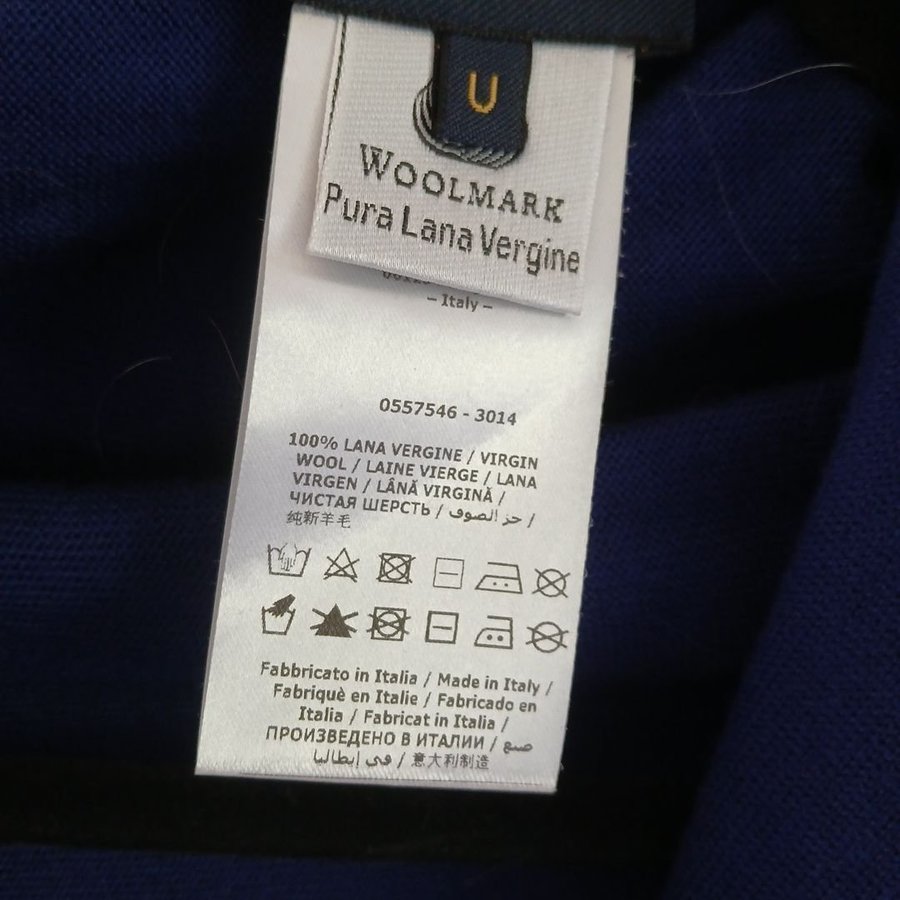 U
WOOLMARK
Pura Lana Vergine
– Italy –
0557546 - 3014
100% LANA VERGINE / VIRGIN
WOOL / LAINE VIERGE / LANA
VIRGEN / LÂNĂ VIRGINĂ /
ЧИСТАЯ ШЕРСТЬ / جز الصوف /
纯新羊毛
Fabbricato in Italia / Made in Italy /
Fabriquè en Italie / Fabricado en
Italia / Fabricat in Italia /
ПРОИЗВЕДЕНО В ИТАЛИИ / صنع
في إيطاليا / 意大利制造